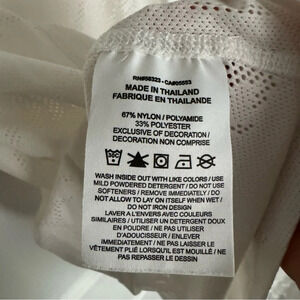 RN#56323 - CA#05553
MADE IN THAILAND
FABRIQUE EN THAILANDE
67% NYLON / POLYAMIDE
33% POLYESTER
EXCLUSIVE OF DECORATION /
DECORATION NON COMPRISE
WASH INSIDE OUT WITH LIKE COLORS / USE
MILD POWDERED DETERGENT / DO NOT USE
SOFTENERS / REMOVE IMMEDIATELY / DO
NOT ALLOW TO LAY ON ITSELF WHEN WET /
DO NOT IRON DESIGN
LAVER A L'ENVERS AVEC COULEURS
SIMILAIRES / UTILISER UN DETERGENT DOUX
EN POUDRE / NE PAS UTILISER
D'ADOUCISSEUR / ENLEVER
IMMEDIATEMENT / NE PAS LAISSER LE
VÊTEMENT PLIÉ LORSQU'IL EST MOUILLÉ / NE
PAS REPASSER LE DESSIN